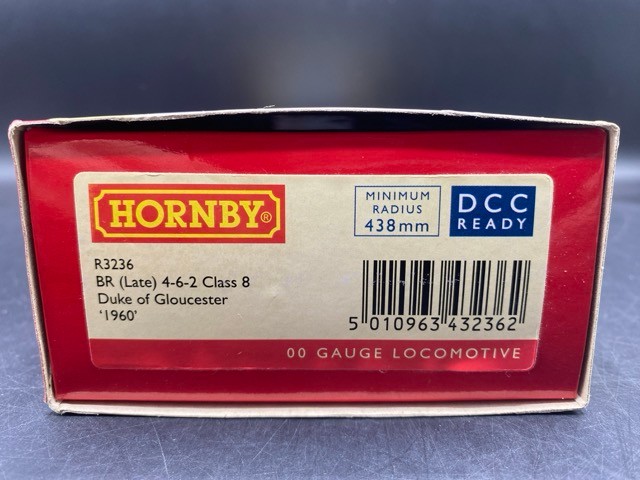 HORNBY®
MINIMUM
RADIUS
438mm
DCC
READY
R3236
BR (Late) 4-6-2 Class 8
Duke of Gloucester
'1960'
5 010963 432362
00 GAUGE LOCOMOTIVE